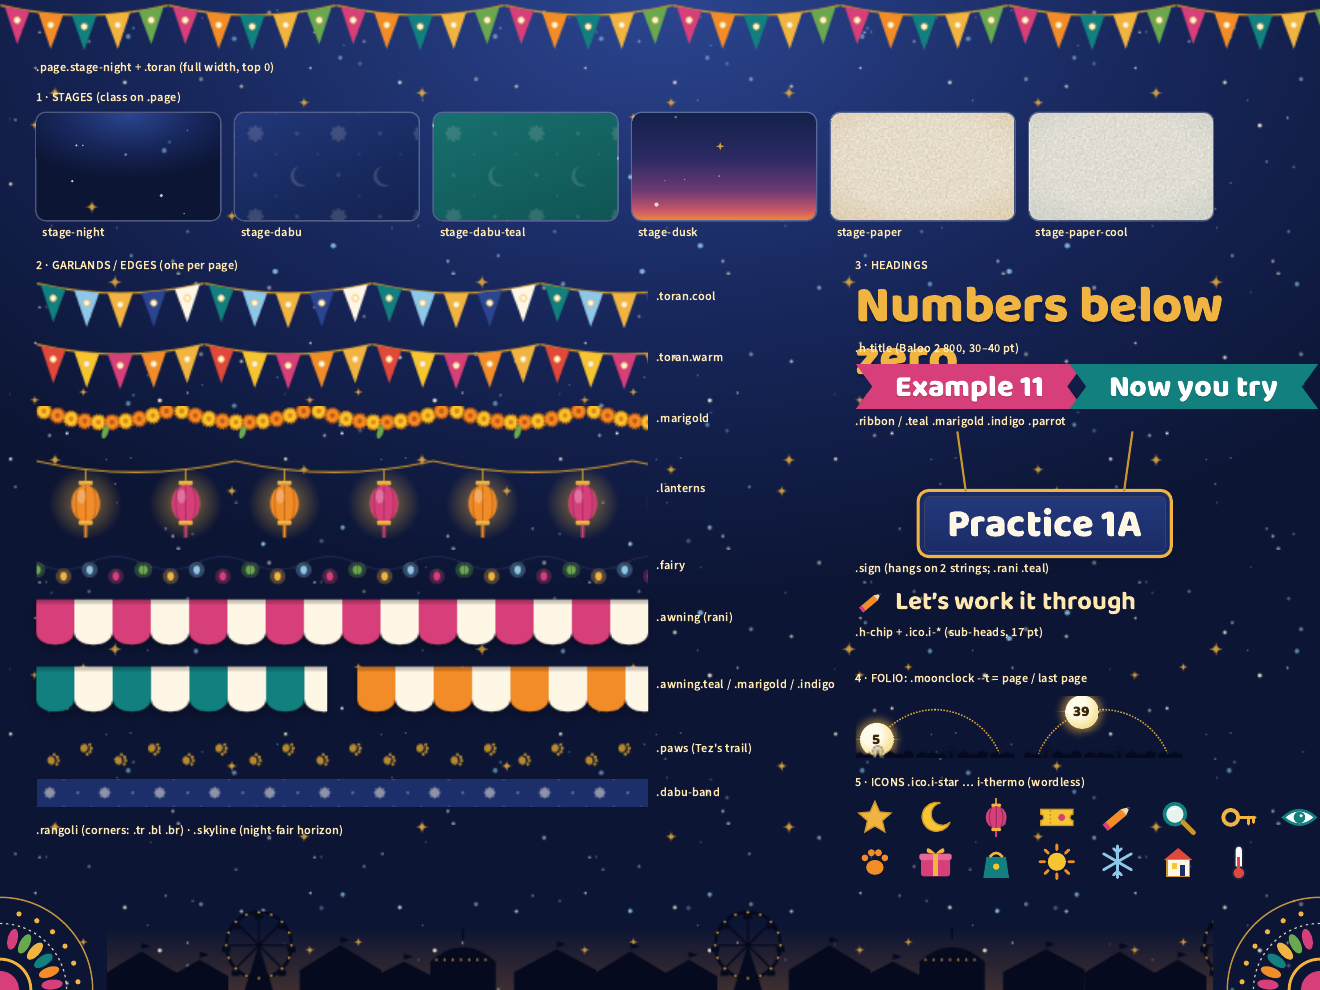 .page.stage-night + .toran (full width, top 0)
1 · STAGES (class on .page)
stage-night
stage-dabu
stage-dabu-teal
stage-dusk
stage-paper
stage-paper-cool
2 · GARLANDS / EDGES (one per page)
.toran.cool
.toran.warm
.marigold
.lanterns
.fairy
.awning (rani)
.awning.teal / .marigold / .indigo
.paws (Tez's trail)
.dabu-band
.rangoli (corners: .tr .bl .br) · .skyline (night-fair horizon)
3 · HEADINGS
Numbers below
zero
.h-title (Baloo 2 800, 30–40 pt)
Example 11
Now you try
.ribbon / .teal .marigold .indigo .parrot
Practice 1A
.sign (hangs on 2 strings; .rani .teal)
Let's work it through
.h-chip + .ico.i-* (sub-heads, 17 pt)
4 · FOLIO: .moonclock --t = page / last page
5
39
5 · ICONS .ico.i-star … i-thermo (wordless)